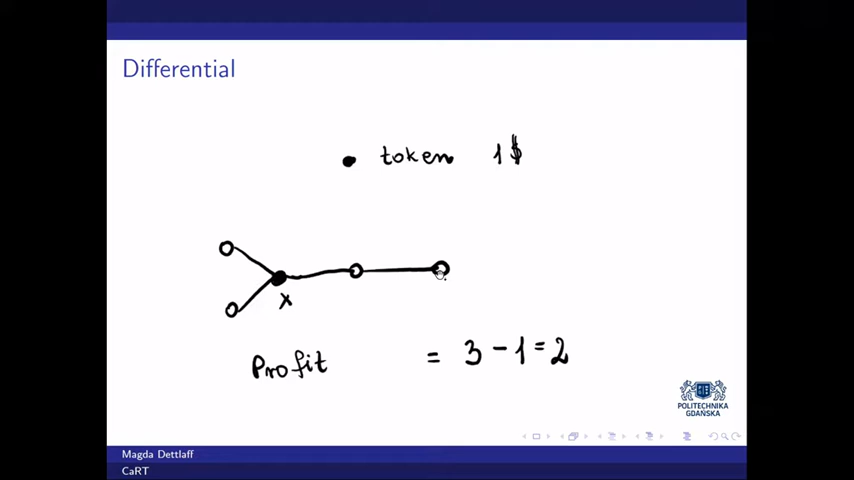 Differential
token 1$
x
Profit = 3 - 1 = 2
POLITECHNIKA
GDAŃSKA
Magda Dettlaff
CaRT